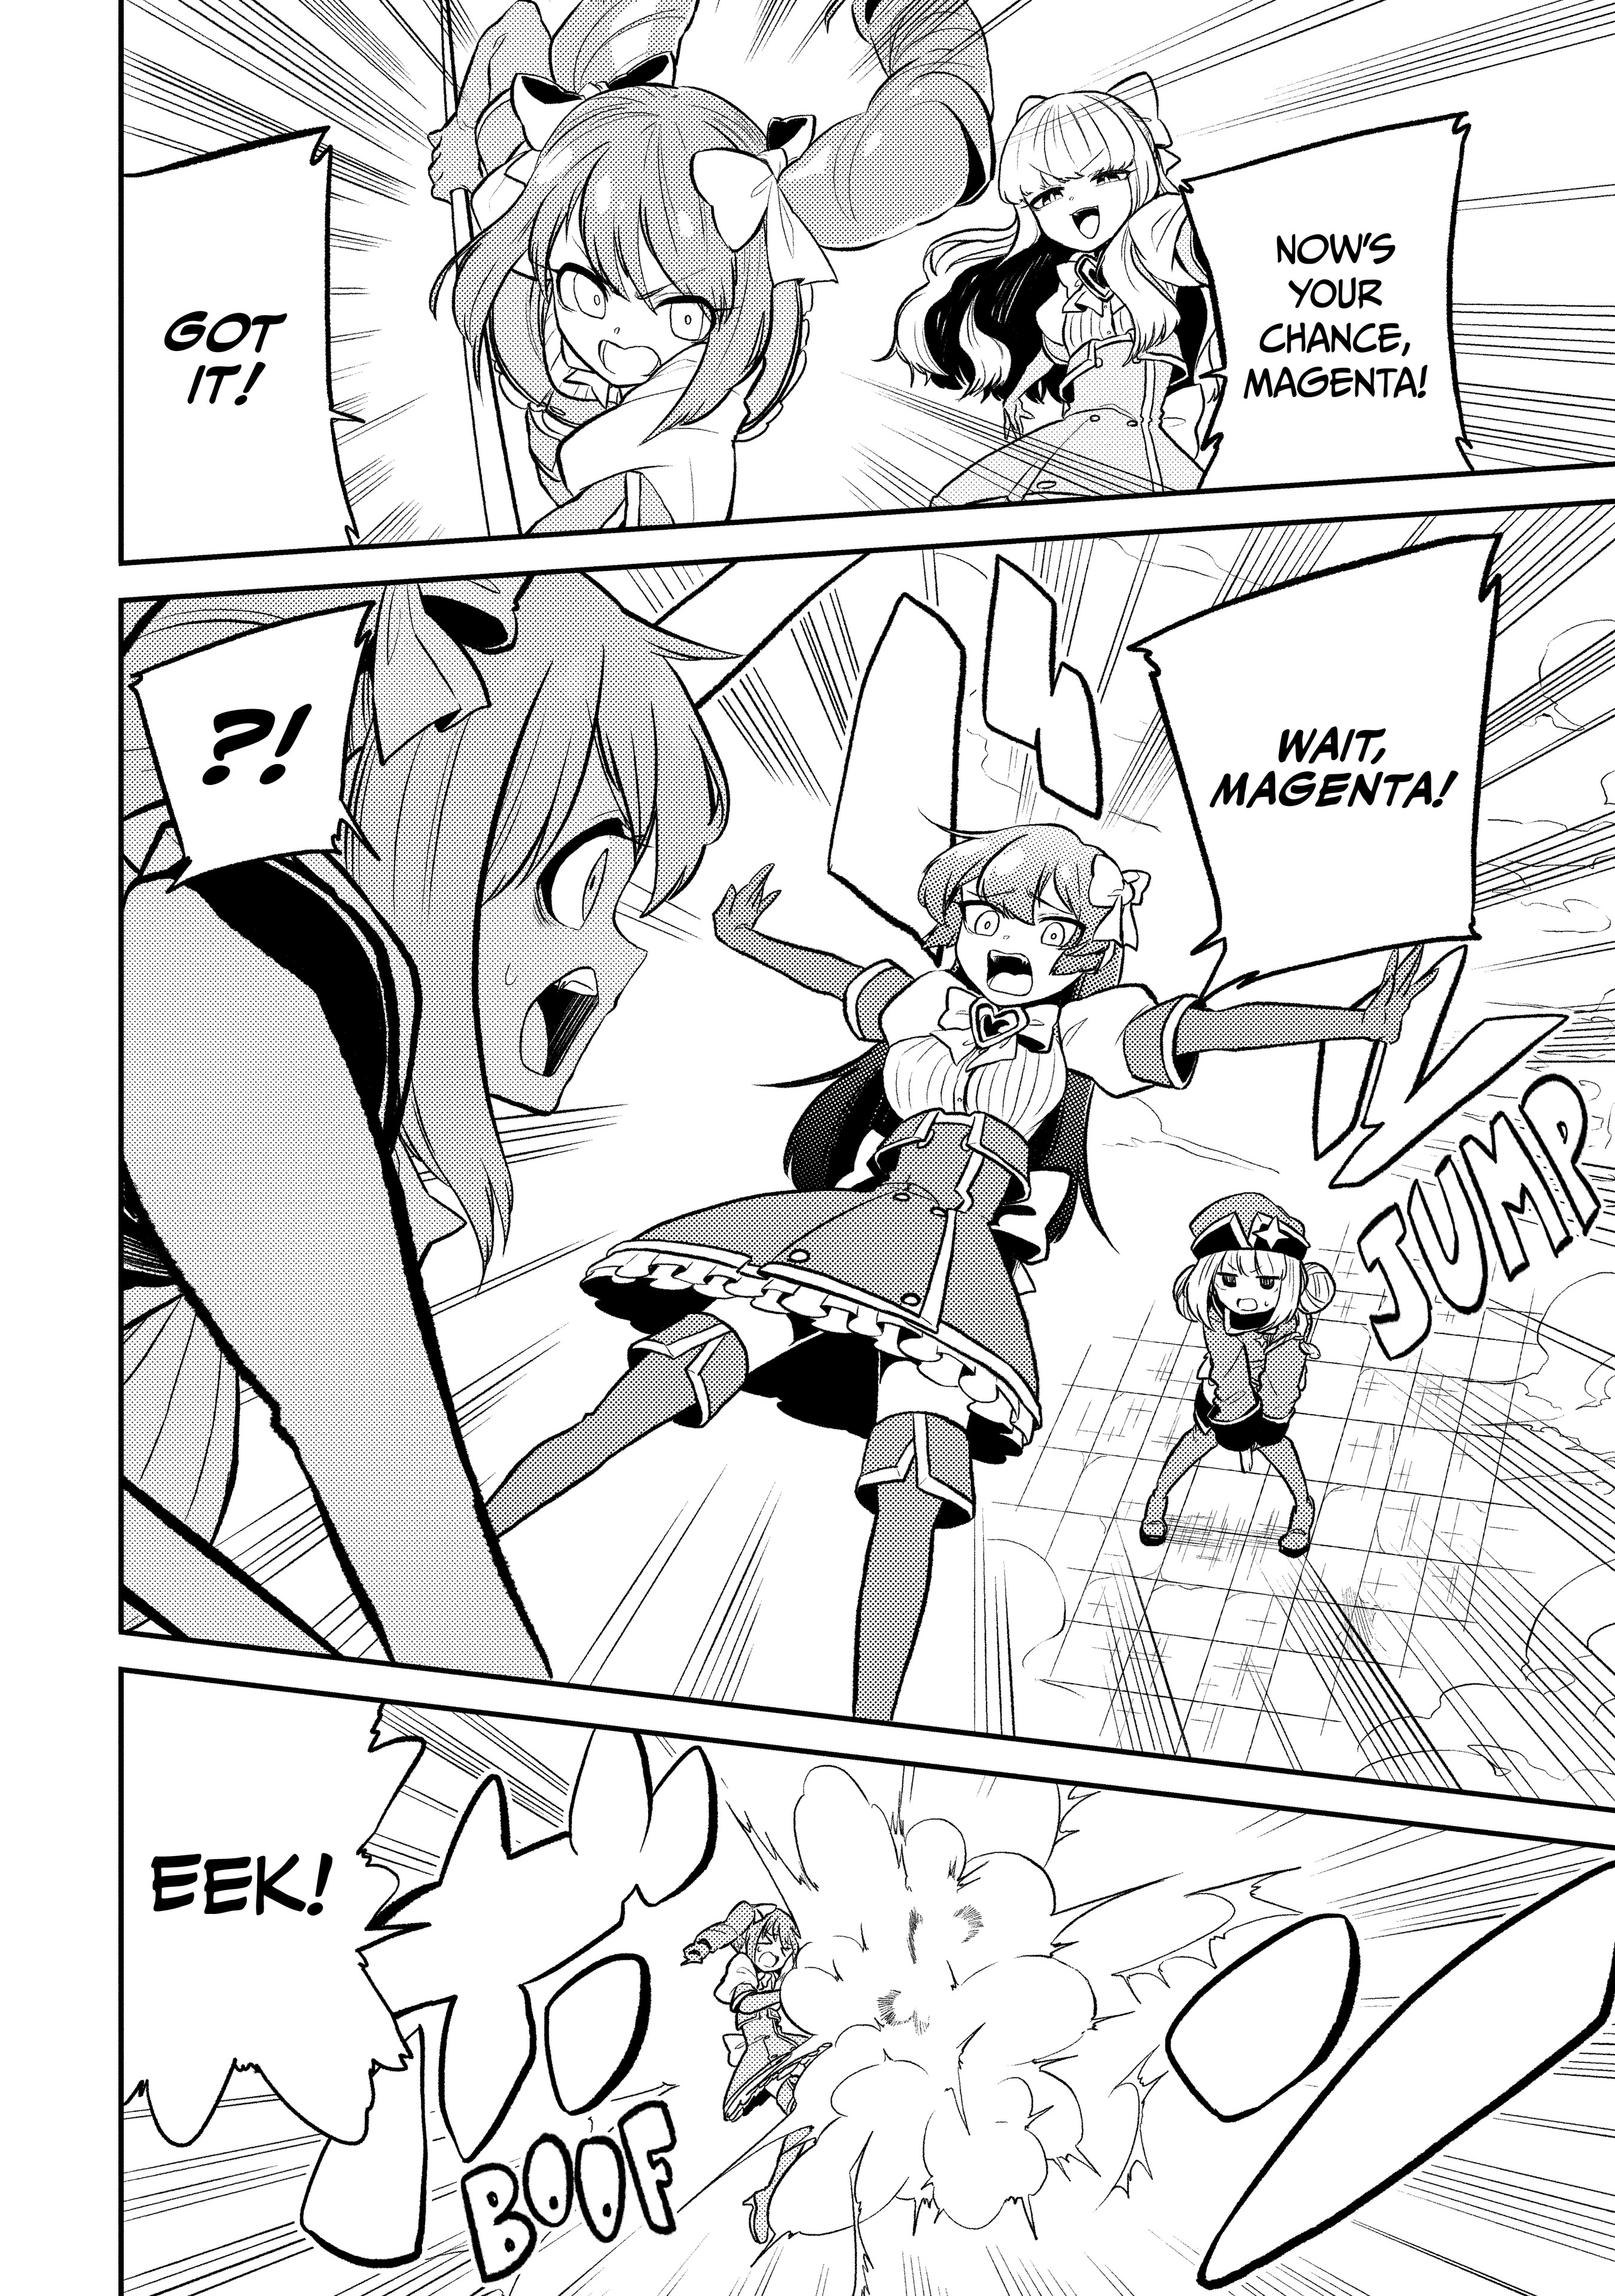 NOW'S
YOUR
CHANCE,
MAGENTA!
GOT
IT!
WAIT,
MAGENTA!
JUMP
?!
EEK!
BOOF